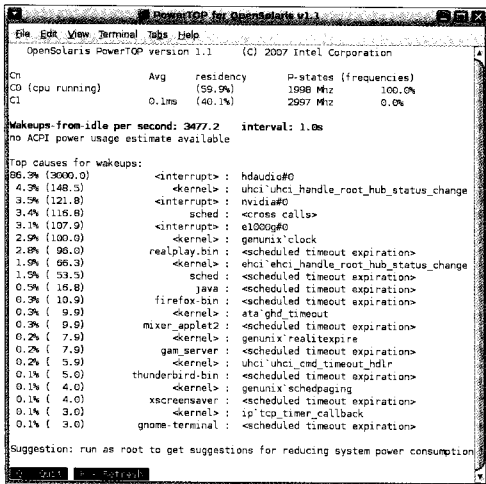 PowerTOP for OpenSolaris v1.1
File Edit View Terminal Tabs Help
OpenSolaris PowerTOP version 1.1 (C) 2007 Intel Corporation
Cn Avg residency P-states (frequencies)
C0 (cpu running) (59.9%) 1998 Mhz 100.0%
C1 0.1ms (40.1%) 2997 Mhz 0.0%
Wakeups-from-idle per second: 3477.2 interval: 1.0s
no ACPI power usage estimate available
Top causes for wakeups:
86.3% (3000.0) <interrupt> : hdaudio#0
4.3% (148.5) <kernel> : uhci`uhci_handle_root_hub_status_change
3.5% (121.8) <interrupt> : nvidia#0
3.4% (116.8) sched : <cross calls>
3.1% (107.9) <interrupt> : e1000g#0
2.9% (100.0) <kernel> : genunix`clock
2.8% ( 96.0) realplay.bin : <scheduled timeout expiration>
1.9% ( 66.3) <kernel> : ehci`ehci_handle_root_hub_status_change
1.5% ( 53.5) sched : <scheduled timeout expiration>
0.5% ( 16.8) java : <scheduled timeout expiration>
0.3% ( 10.9) firefox-bin : <scheduled timeout expiration>
0.3% ( 9.9) <kernel> : ata`ghd_timeout
0.3% ( 9.9) mixer_applet2 : <scheduled timeout expiration>
0.2% ( 7.9) <kernel> : genunix`realitexpire
0.2% ( 7.9) gam_server : <scheduled timeout expiration>
0.2% ( 5.9) <kernel> : uhci`uhci_cmd_timeout_hdlr
0.1% ( 5.0) thunderbird-bin : <scheduled timeout expiration>
0.1% ( 4.0) <kernel> : genunix`schedpaging
0.1% ( 4.0) xscreensaver : <scheduled timeout expiration>
0.1% ( 3.0) <kernel> : ip`tcp_timer_callback
0.1% ( 3.0) gnome-terminal : <scheduled timeout expiration>
Suggestion: run as root to get suggestions for reducing system power consumption
Q - Quit R - Refresh